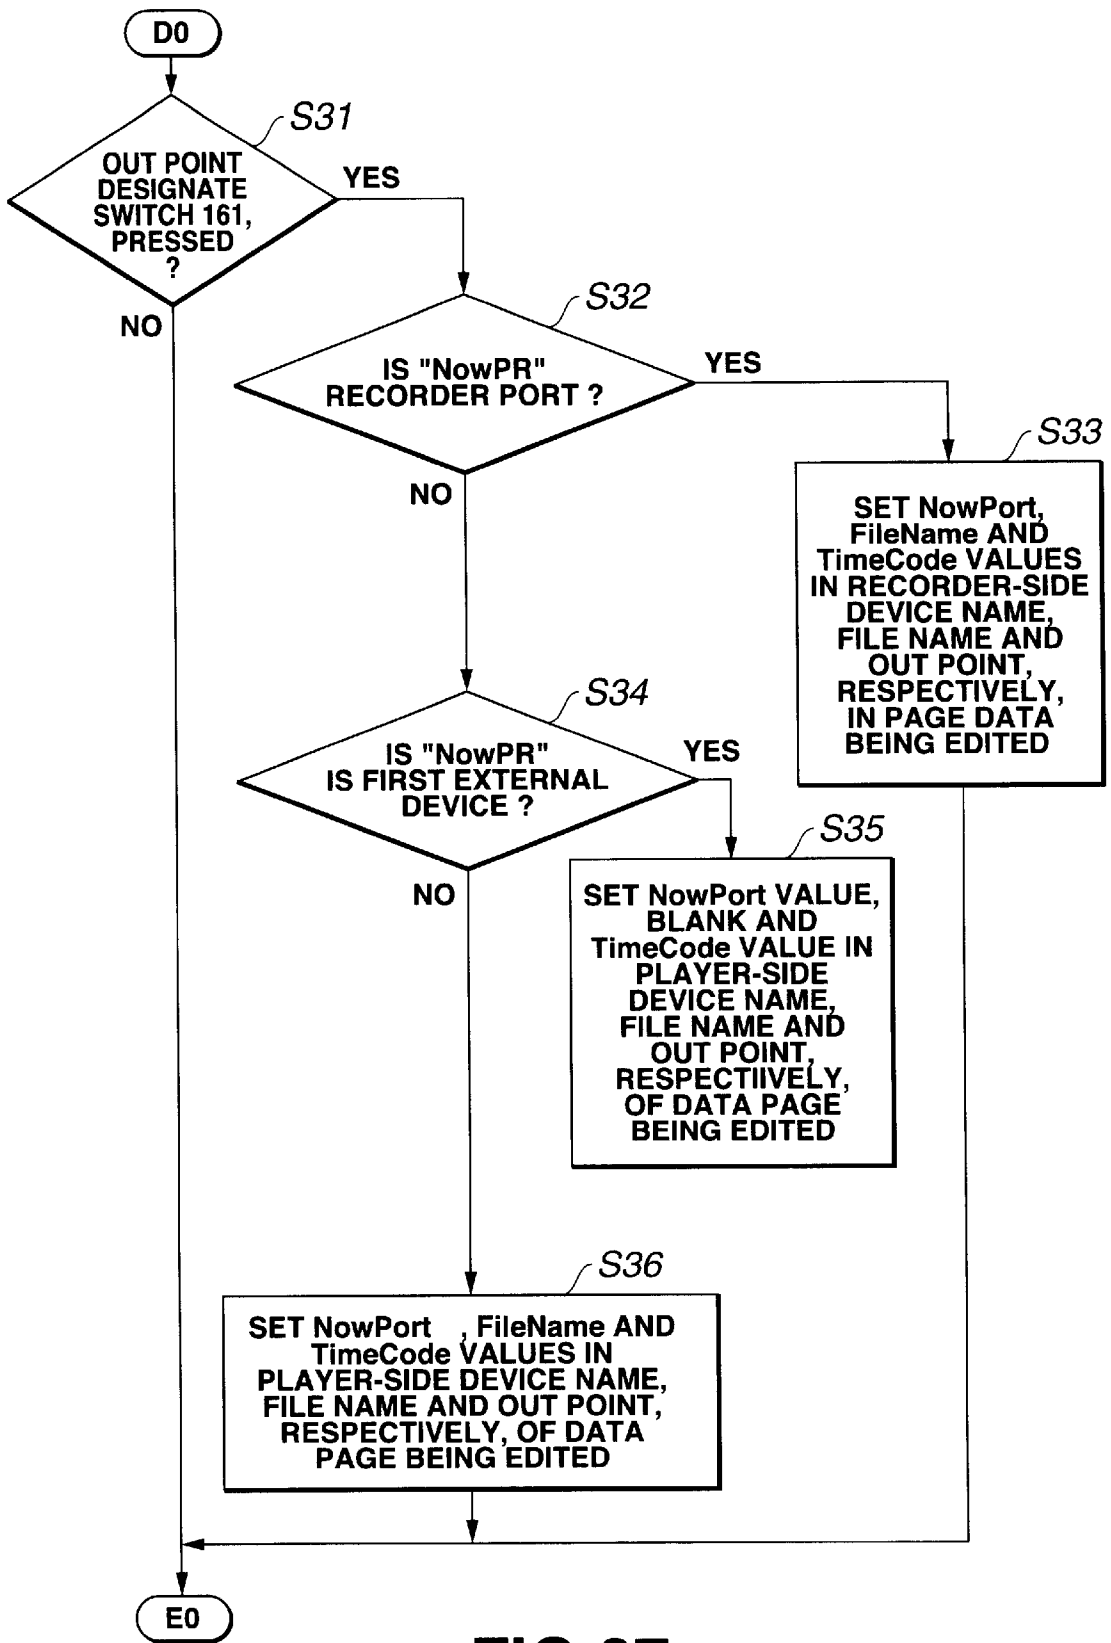 D0
S31
OUT POINT
DESIGNATE
SWITCH 161,
PRESSED
?
YES
NO
S32
IS "NowPR"
RECORDER PORT ?
YES
NO
S33
SET NowPort,
FileName AND
TimeCode VALUES
IN RECORDER-SIDE
DEVICE NAME,
FILE NAME AND
OUT POINT,
RESPECTIVELY,
IN PAGE DATA
BEING EDITED
S34
IS "NowPR"
IS FIRST EXTERNAL
DEVICE ?
YES
NO
S35
SET NowPort VALUE,
BLANK AND
TimeCode VALUE IN
PLAYER-SIDE
DEVICE NAME,
FILE NAME AND
OUT POINT,
RESPECTIIVELY,
OF DATA PAGE
BEING EDITED
S36
SET NowPort , FileName AND
TimeCode VALUES IN
PLAYER-SIDE DEVICE NAME,
FILE NAME AND OUT POINT,
RESPECTIVELY, OF DATA
PAGE BEING EDITED
E0